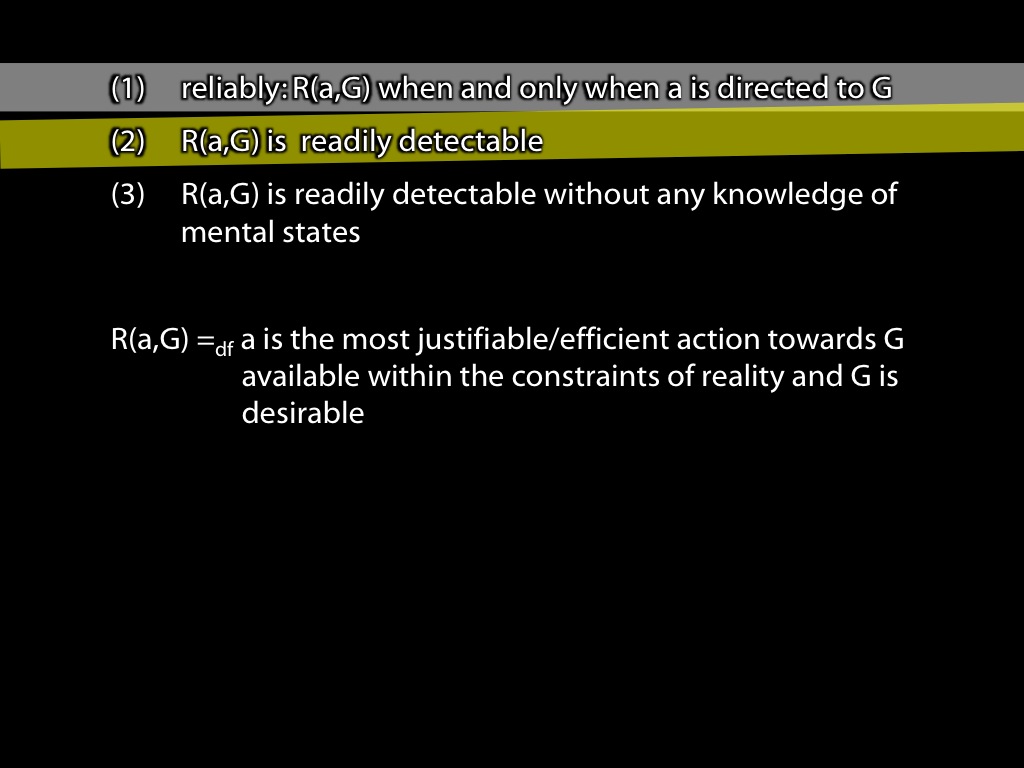 (1) reliably: R(a,G) when and only when a is directed to G
(2) R(a,G) is readily detectable
(3) R(a,G) is readily detectable without any knowledge of
mental states
R(a,G) =df a is the most justifiable/efficient action towards G
available within the constraints of reality and G is
desirable